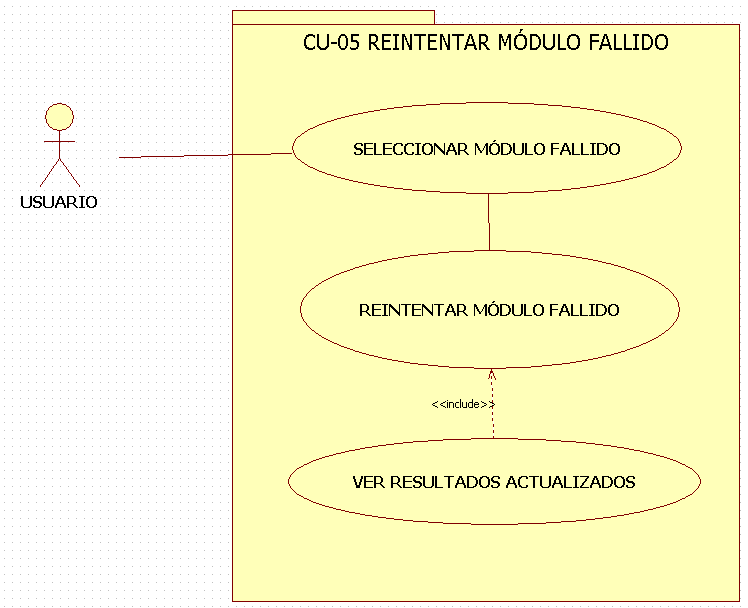 CU-05 REINTENTAR MÓDULO FALLIDO
SELECCIONAR MÓDULO FALLIDO
USUARIO
REINTENTAR MÓDULO FALLIDO
<<include>>
VER RESULTADOS ACTUALIZADOS